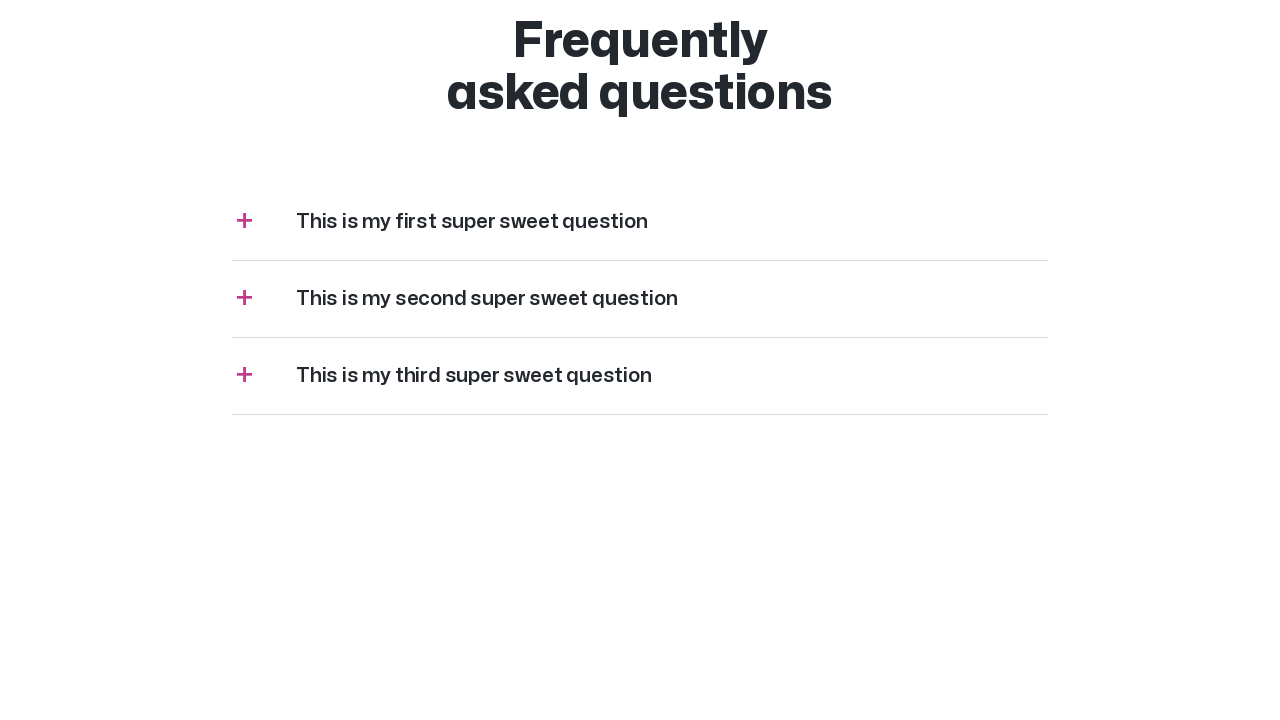 Frequently
asked questions
This is my first super sweet question
This is my second super sweet question
This is my third super sweet question